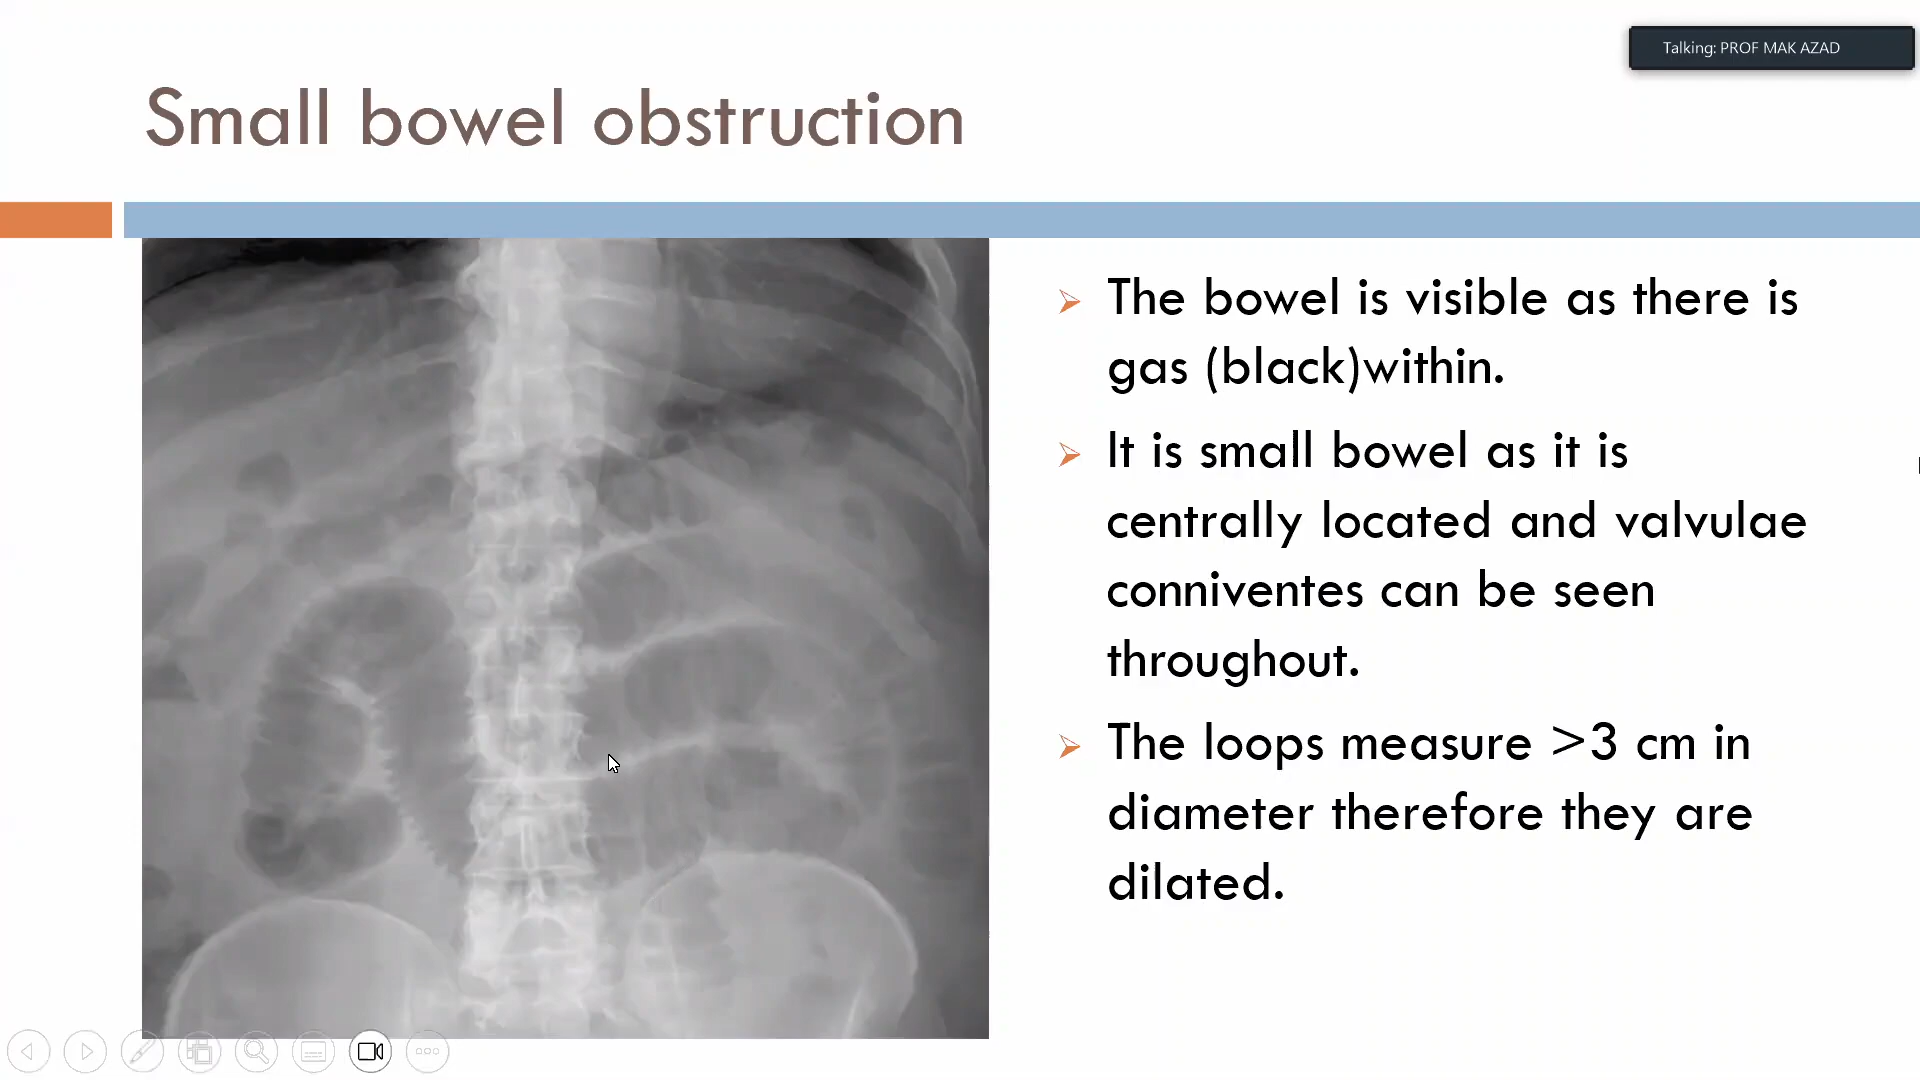 Talking: PROF MAK AZAD
Small bowel obstruction
The bowel is visible as there is
gas (black)within.
It is small bowel as it is
centrally located and valvulae
conniventes can be seen
throughout.
The loops measure >3 cm in
diameter therefore they are
dilated.